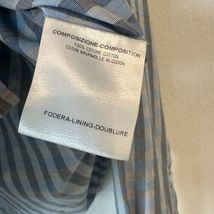 COMPOSIZIONE-COMPOSITION
100% COTONE COTTON
COTON BAUMWOLLE ALGODON
FODERA-LINING-DOUBLURE